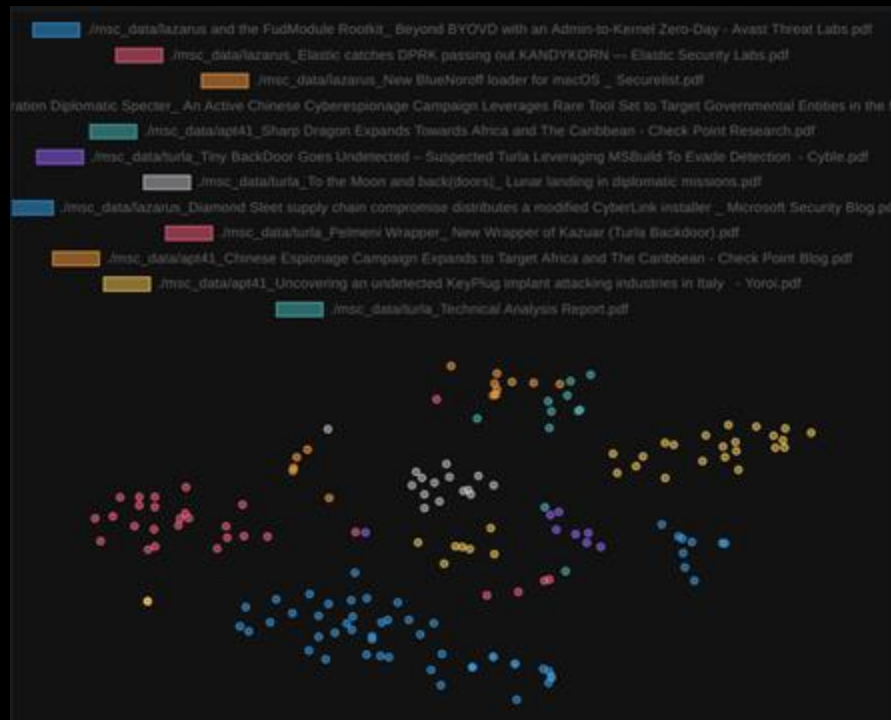 ./msc_data/lazarus and the FudModule Rootkit_ Beyond BYOVD with an Admin-to-Kernel Zero-Day - Avast Threat Labs.pdf
./msc_data/lazarus_Elastic catches DPRK passing out KANDYKORN — Elastic Security Labs.pdf
./msc_data/lazarus_New BlueNoroff loader for macOS _ Securelist.pdf
ration Diplomatic Specter_ An Active Chinese Cyberespionage Campaign Leverages Rare Tool Set to Target Governmental Entities in the
./msc_data/apt41_Sharp Dragon Expands Towards Africa and The Caribbean - Check Point Research.pdf
./msc_data/turla_Tiny BackDoor Goes Undetected – Suspected Turla Leveraging MSBuild To Evade Detection - Cyble.pdf
./msc_data/turla_To the Moon and back(doors)_ Lunar landing in diplomatic missions.pdf
./msc_data/lazarus_Diamond Sleet supply chain compromise distributes a modified CyberLink installer _ Microsoft Security Blog.pd
./msc_data/turla_Pelmeni Wrapper_ New Wrapper of Kazuar (Turla Backdoor).pdf
./msc_data/apt41_Chinese Espionage Campaign Expands to Target Africa and The Caribbean - Check Point Blog.pdf
./msc_data/apt41_Uncovering an undetected KeyPlug implant attacking industries in Italy - Yoroi.pdf
./msc_data/turla_Technical Analysis Report.pdf